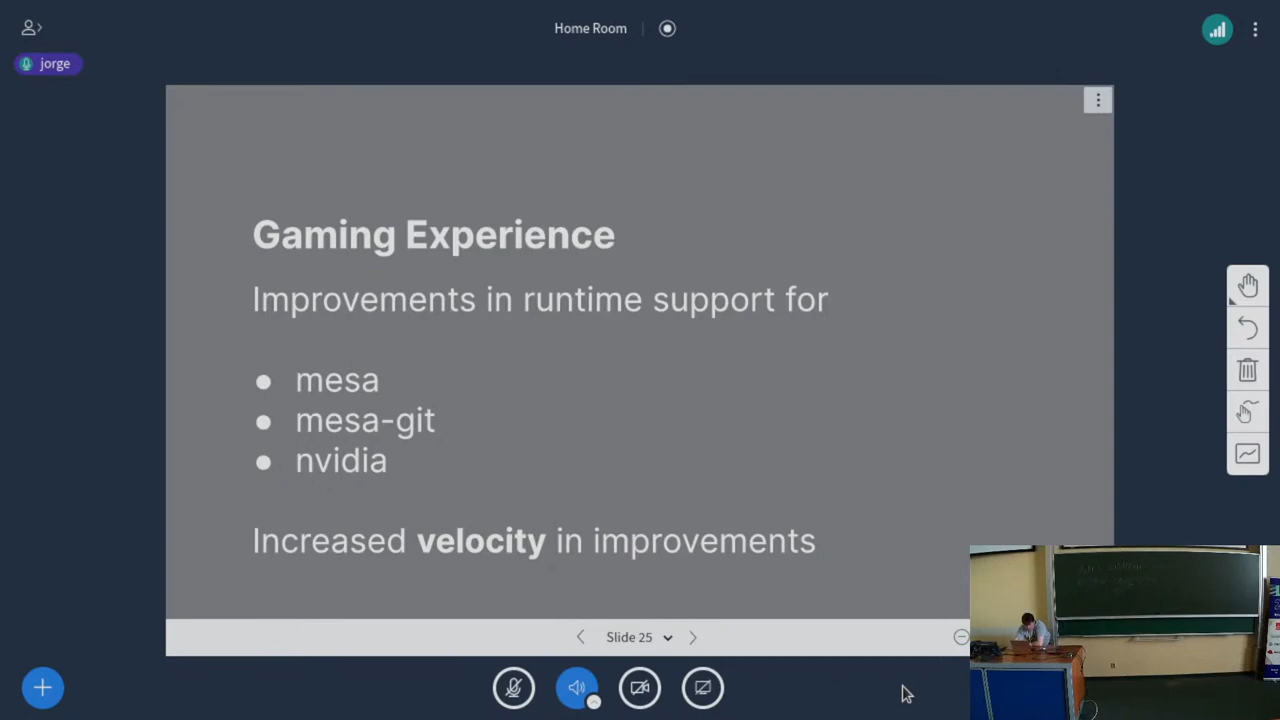 Home Room
jorge
Gaming Experience
Improvements in runtime support for
● mesa
● mesa-git
● nvidia
Increased velocity in improvements
Slide 25